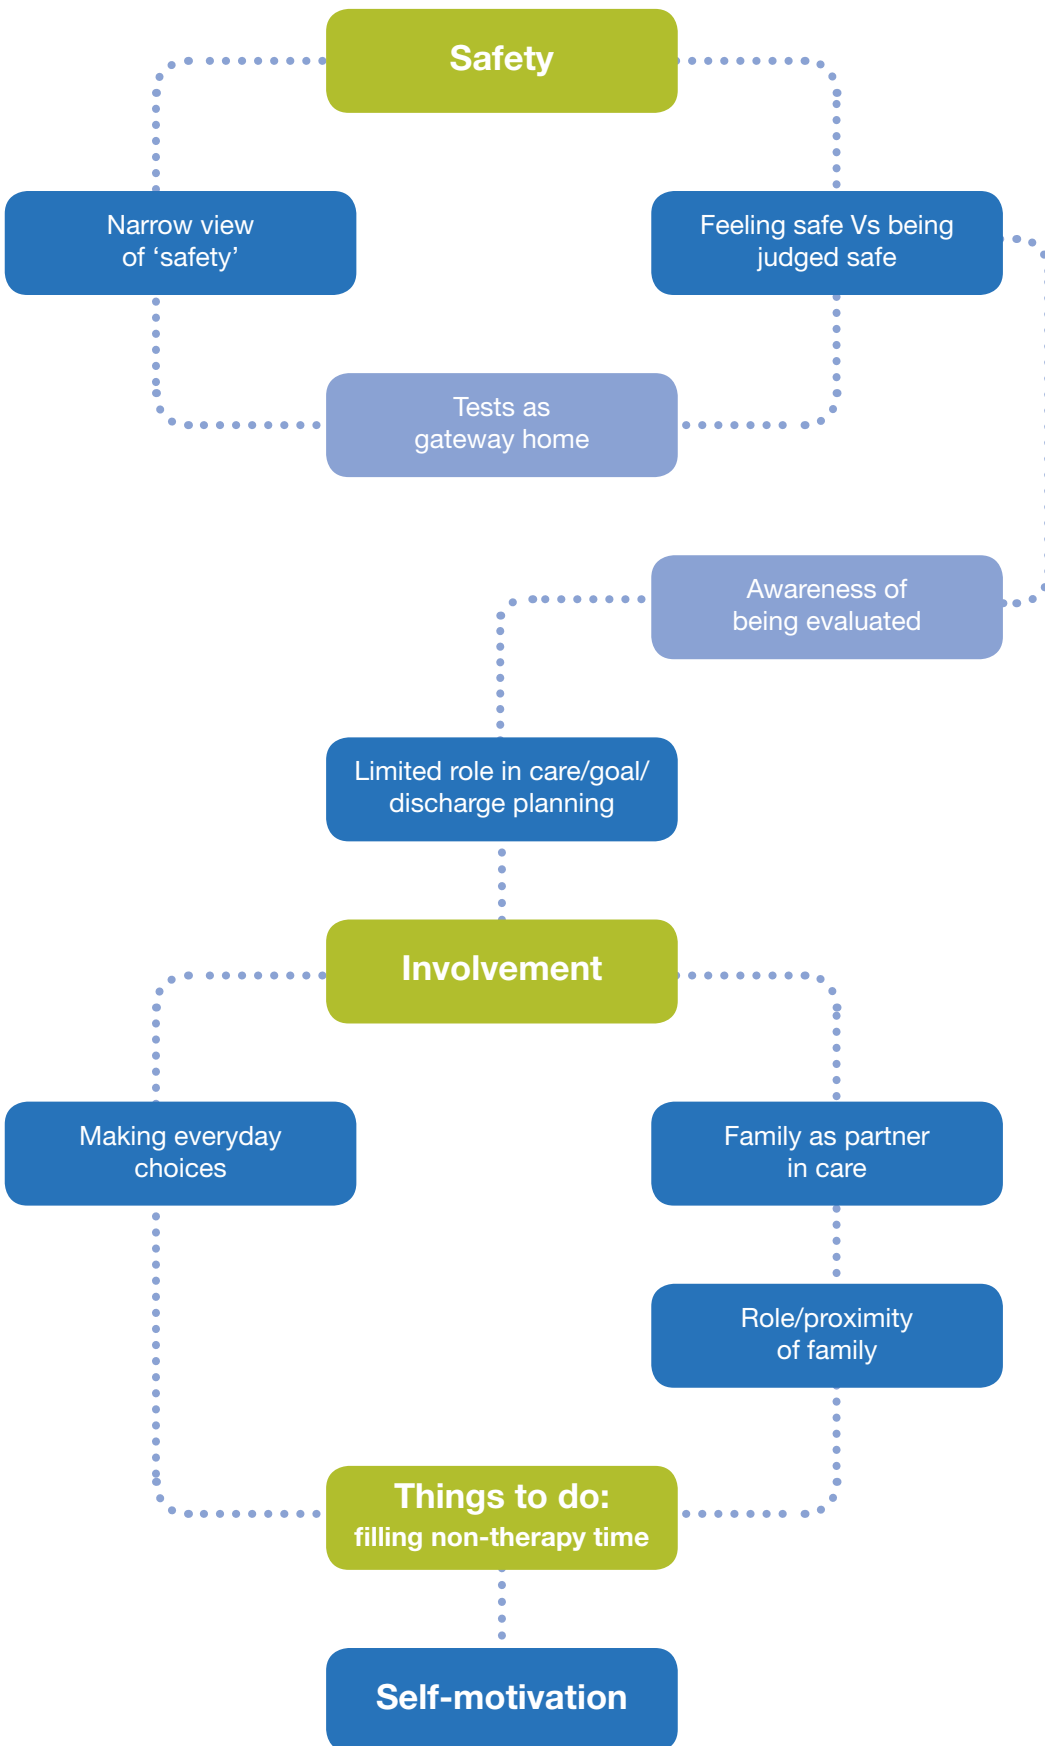 Safety
Narrow view
of ‘safety’
Feeling safe Vs being
judged safe
Tests as
gateway home
Awareness of
being evaluated
Limited role in care/goal/
discharge planning
Involvement
Making everyday
choices
Family as partner
in care
Role/proximity
of family
Things to do:
filling non-therapy time
Self-motivation